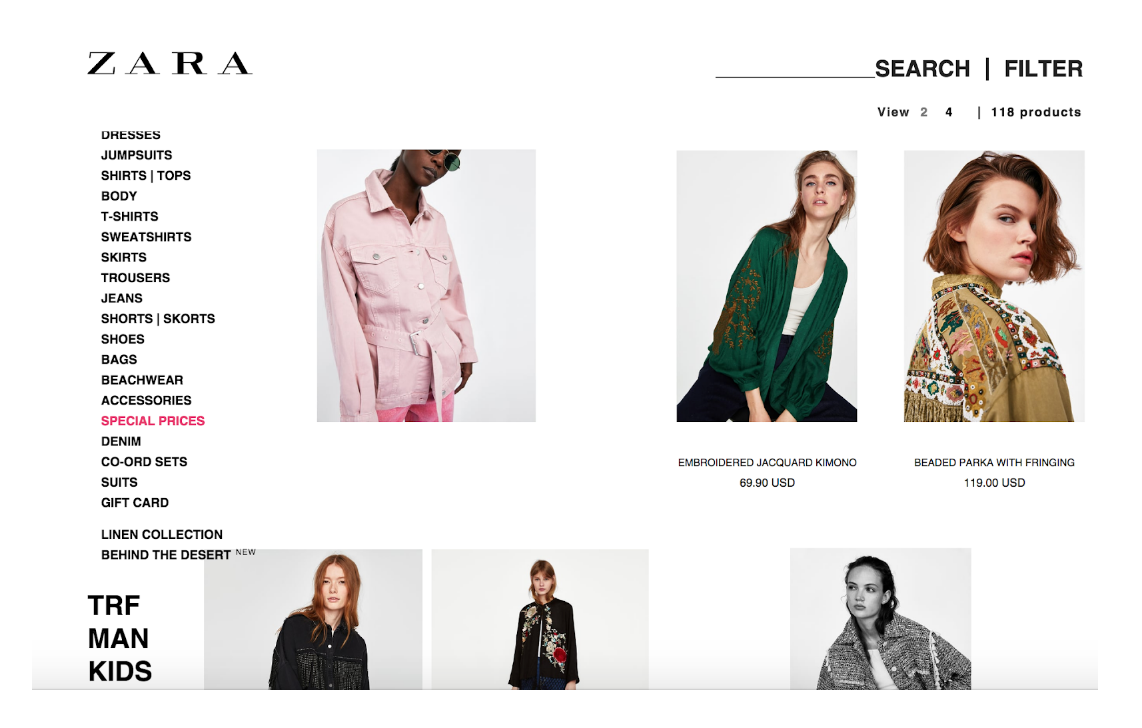 ZARA
SEARCH | FILTER
View 2 4 | 118 products
DRESSES
JUMPSUITS
SHIRTS | TOPS
BODY
T-SHIRTS
SWEATSHIRTS
SKIRTS
TROUSERS
JEANS
SHORTS | SKORTS
SHOES
BAGS
BEACHWEAR
ACCESSORIES
SPECIAL PRICES
DENIM
CO-ORD SETS
SUITS
GIFT CARD
LINEN COLLECTION
BEHIND THE DESERT NEW
TRF
MAN
KIDS
EMBROIDERED JACQUARD KIMONO
69.90 USD
BEADED PARKA WITH FRINGING
119.00 USD